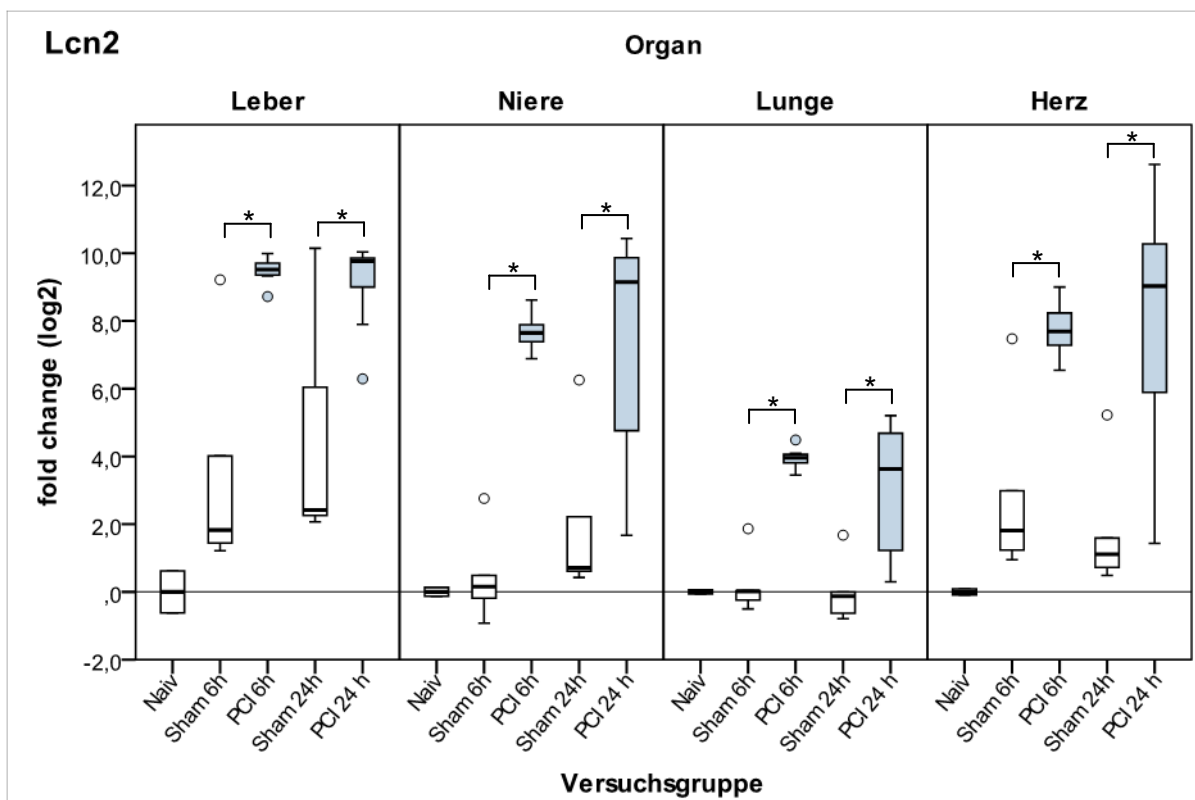 Lcn2
Organ
Leber Niere Lunge Herz
* * * * * * * *
fold change (log2)
12,0
10,0
8,0
6,0
4,0
2,0
,0
-2,0
Naiv Sham 6h PCI 6h Sham 24h PCI 24 h Naiv Sham 6h PCI 6h Sham 24h PCI 24 h Naiv Sham 6h PCI 6h Sham 24h PCI 24 h Naiv Sham 6h PCI 6h Sham 24h PCI 24 h
Versuchsgruppe